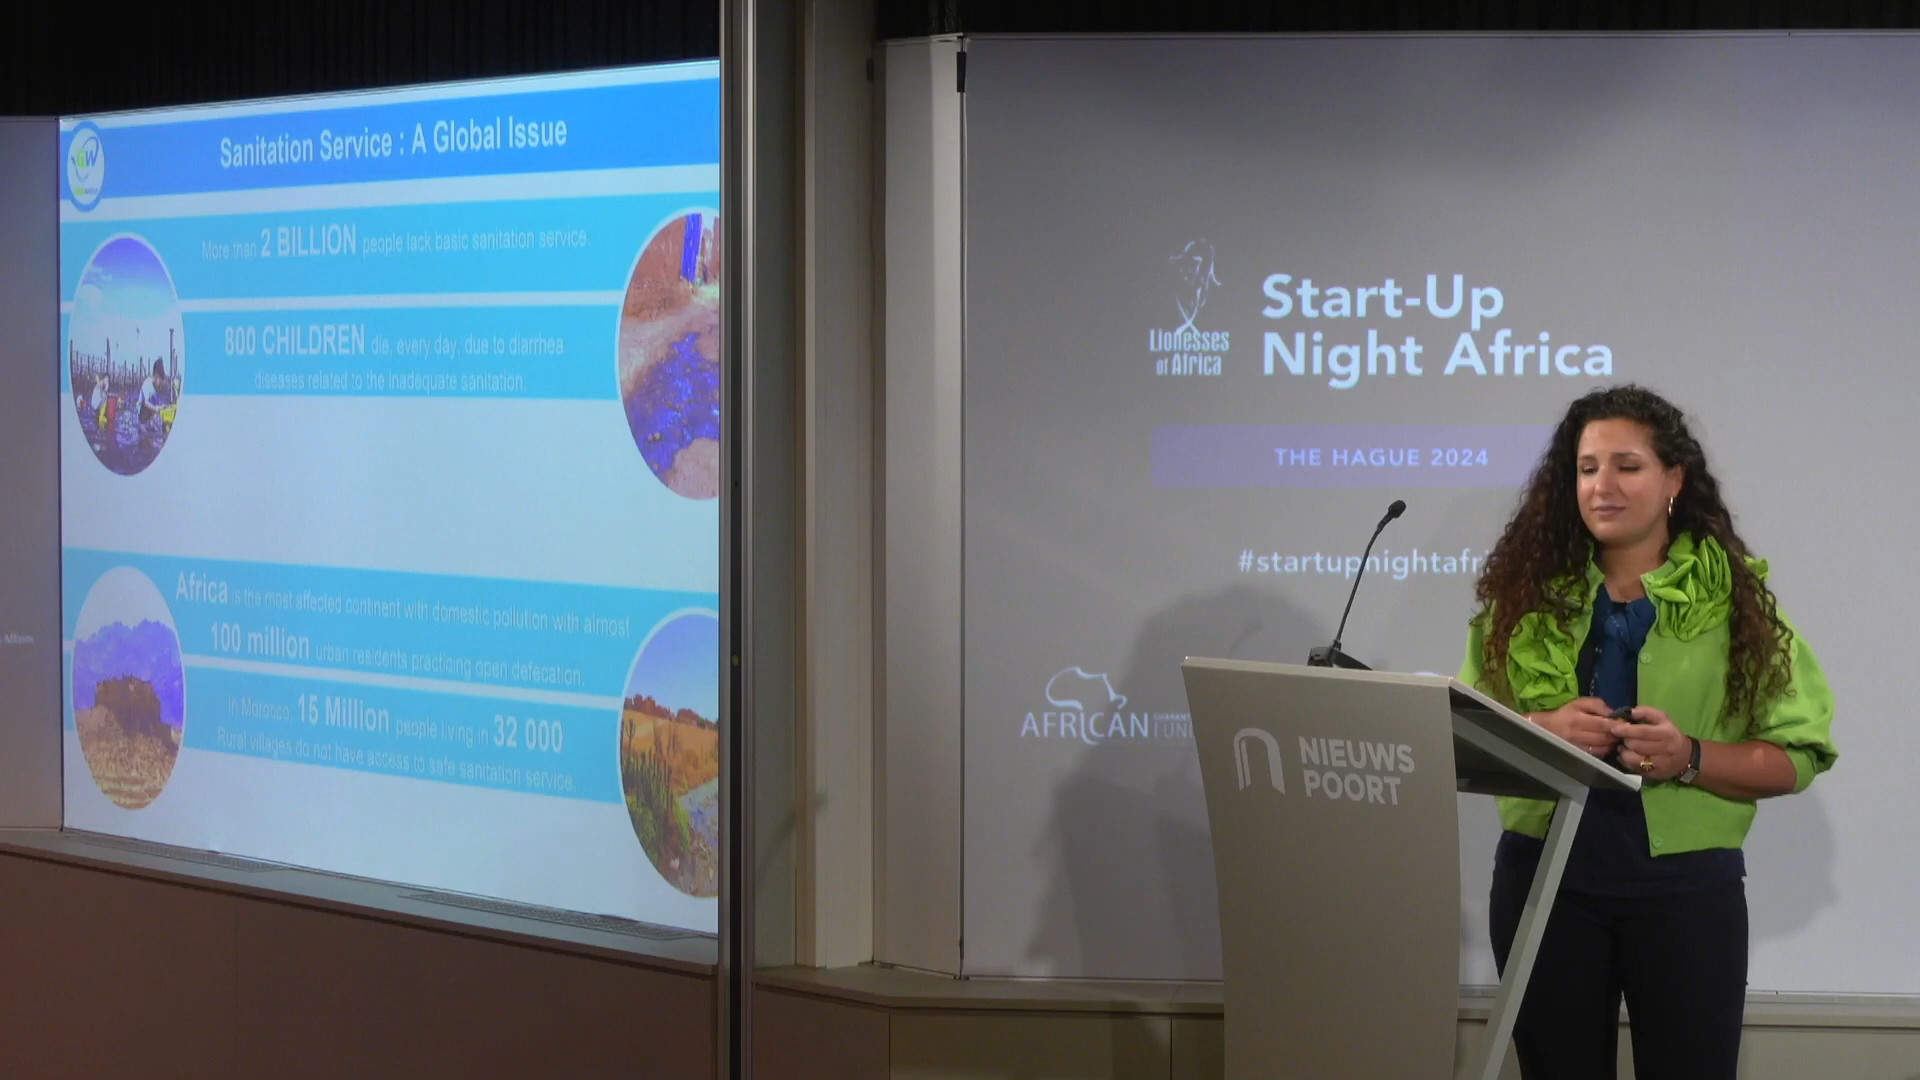 GW
Sanitation Service : A Global Issue
More than 2 BILLION people lack basic sanitation service.
800 CHILDREN die, every day, due to diarrhea
diseases related to the inadequate sanitation.
Africa is the most affected continent with domestic pollution with almost
100 million urban residents practicing open defecation.
In Morocco, 15 Million people living in 32 000
Rural villages do not have access to safe sanitation service.
Lionesses
of Africa
Start-Up
Night Africa
THE HAGUE 2024
#startupnightafri
AFRICAN
NIEUWS
POORT